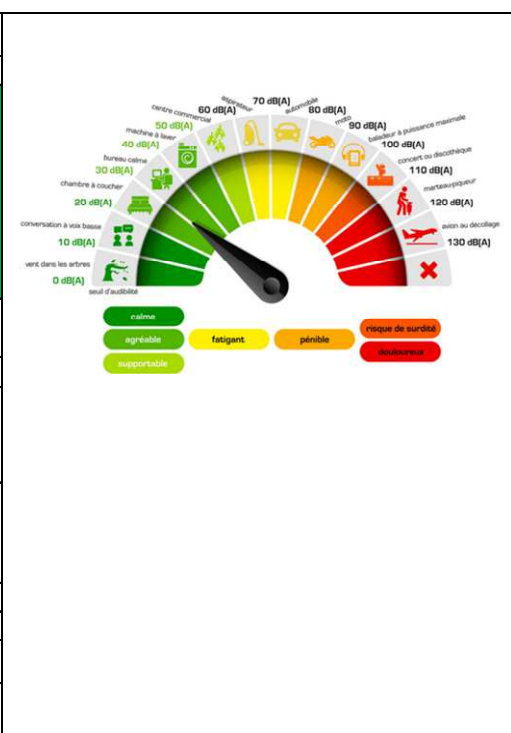 seuil d'audibilité
0 dB(A)
vent dans les arbres
10 dB(A)
conversation à voix basse
20 dB(A)
chambre à coucher
30 dB(A)
bureau calme
40 dB(A)
machine à laver
50 dB(A)
centre commercial
60 dB(A)
aspirateur
70 dB(A)
automobile
80 dB(A)
moto
90 dB(A)
baladeur à puissance maximale
100 dB(A)
concert ou discothèque
110 dB(A)
marteau-piqueur
120 dB(A)
avion au décollage
130 dB(A)
calme
agréable
supportable
fatigant
pénible
risque de surdité
douloureux